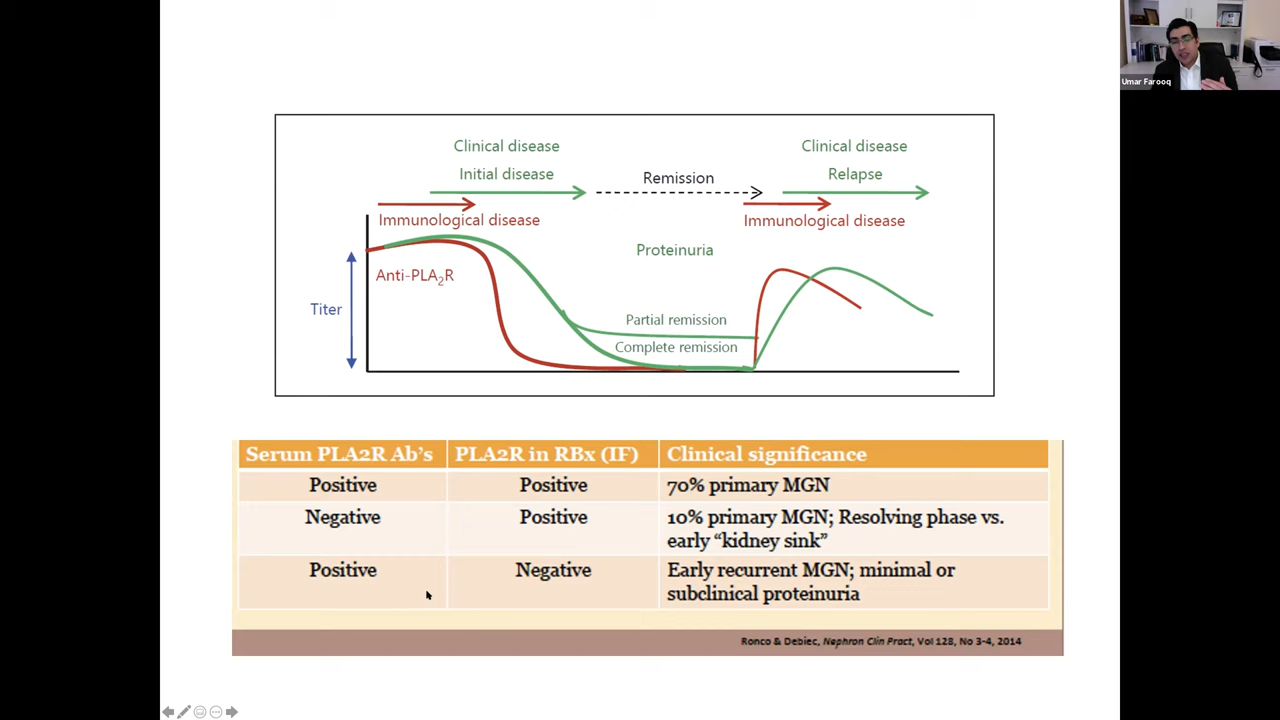 Umar Farooq
Clinical disease
Initial disease
Immunological disease
Remission
Clinical disease
Relapse
Immunological disease
Proteinuria
Anti-PLA2R
Titer
Partial remission
Complete remission
Serum PLA2R Ab's PLA2R in RBx (IF) Clinical significance
Positive Positive 70% primary MGN
Negative Positive 10% primary MGN; Resolving phase vs.
early "kidney sink"
Positive Negative Early recurrent MGN; minimal or
subclinical proteinuria
Ronco & Debiec, Nephron Clin Pract, Vol 128, No 3-4, 2014